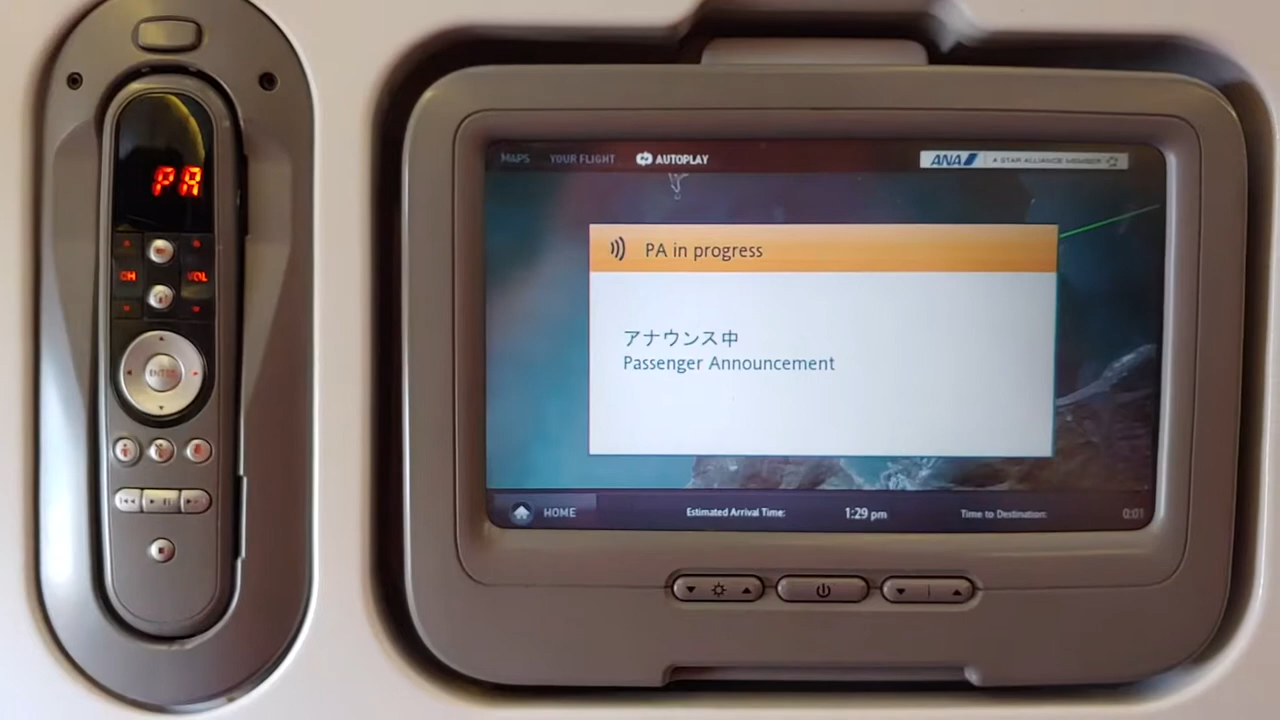 PA
CH
VOL
ENTER
MAPS YOUR FLIGHT AUTOPLAY
ANA A STAR ALLIANCE MEMBER
PA in progress
アナウンス中
Passenger Announcement
HOME Estimated Arrival Time: 1:29 pm Time to Destination: 0:01